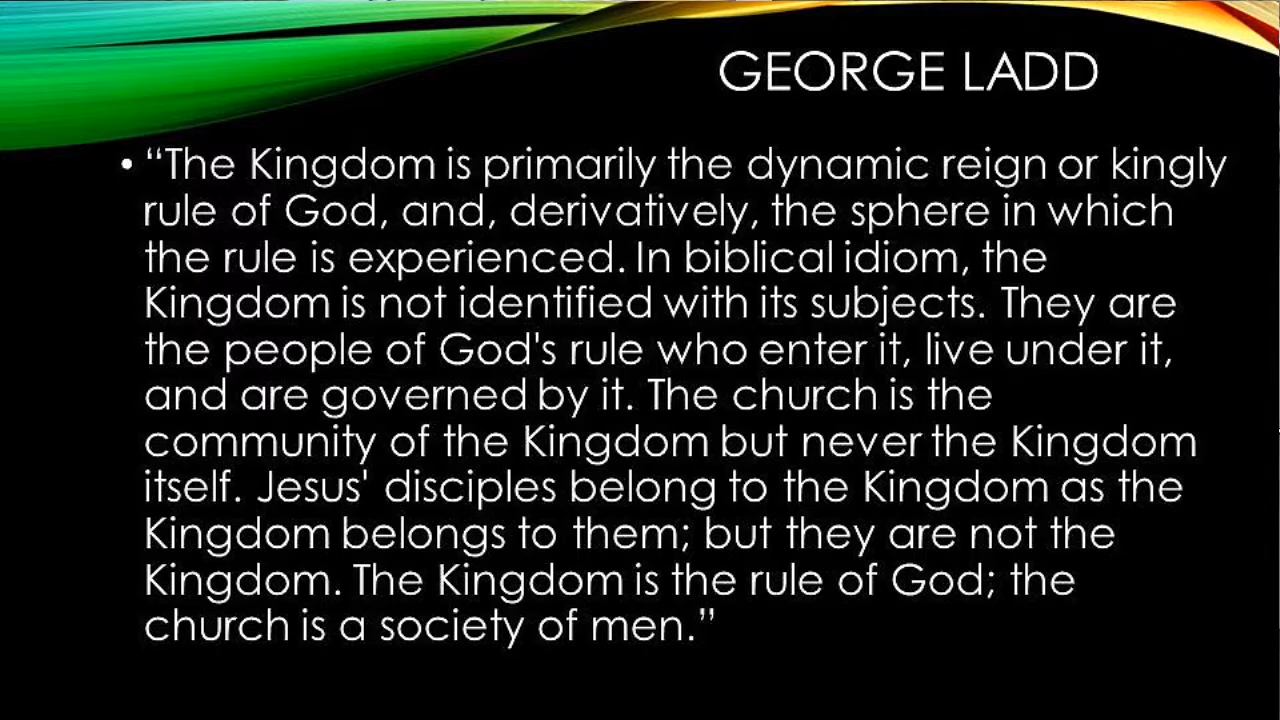 GEORGE LADD
• “The Kingdom is primarily the dynamic reign or kingly
rule of God, and, derivatively, the sphere in which
the rule is experienced. In biblical idiom, the
Kingdom is not identified with its subjects. They are
the people of God's rule who enter it, live under it,
and are governed by it. The church is the
community of the Kingdom but never the Kingdom
itself. Jesus' disciples belong to the Kingdom as the
Kingdom belongs to them; but they are not the
Kingdom. The Kingdom is the rule of God; the
church is a society of men.”